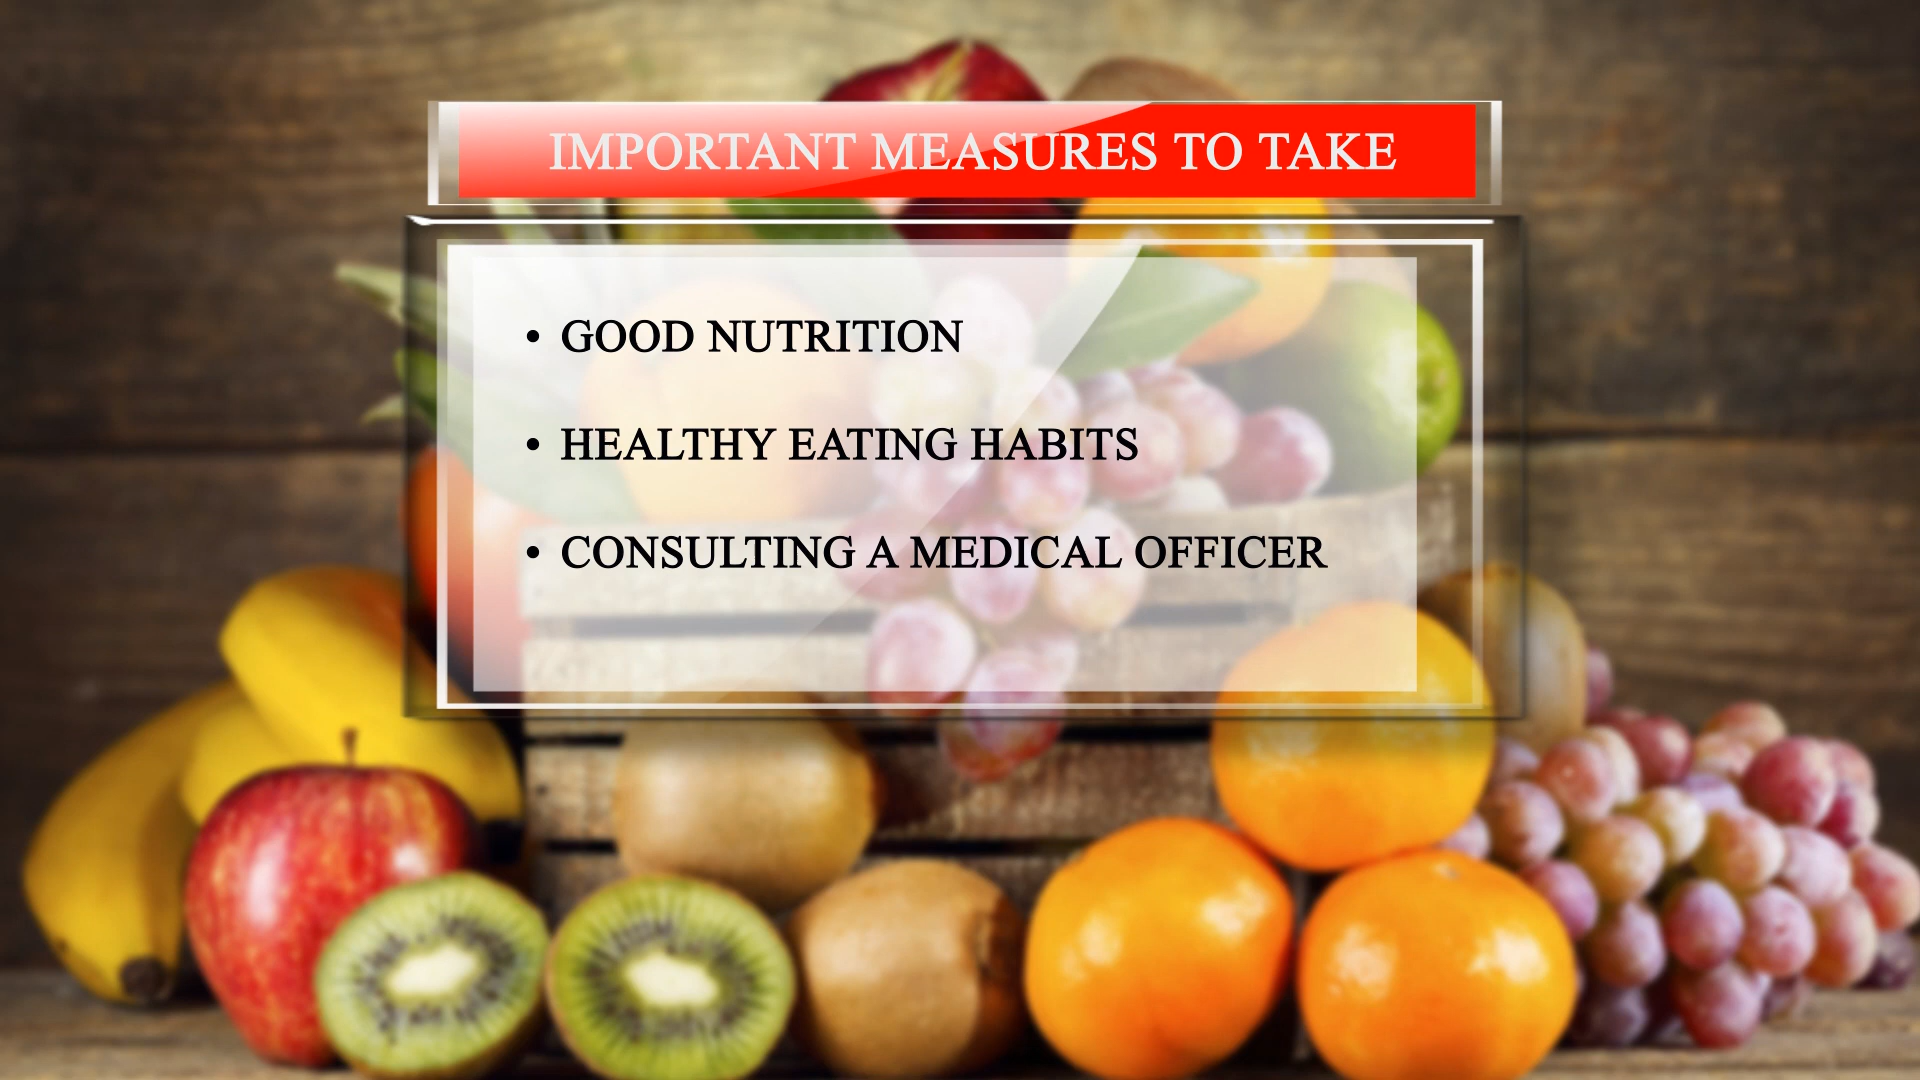 IMPORTANT MEASURES TO TAKE
• GOOD NUTRITION
• HEALTHY EATING HABITS
• CONSULTING A MEDICAL OFFICER